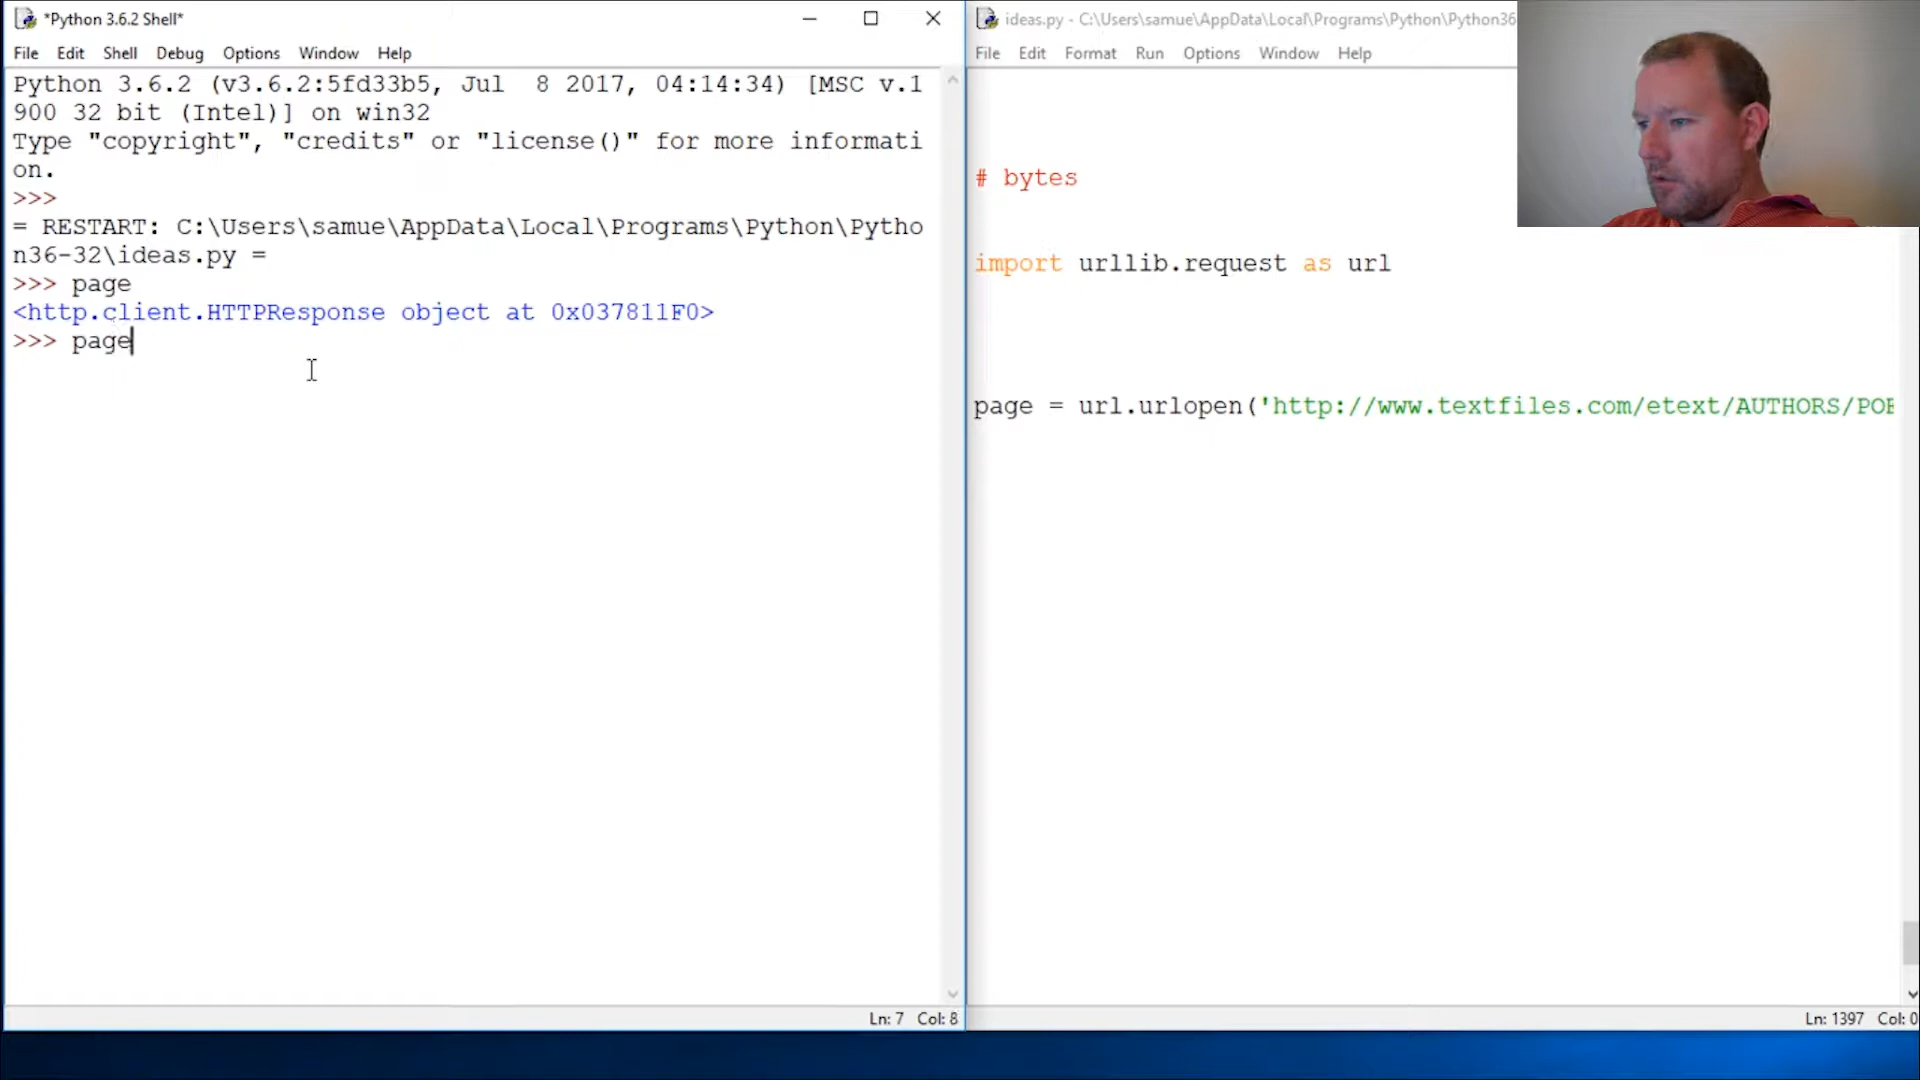 *Python 3.6.2 Shell*
File Edit Shell Debug Options Window Help
Python 3.6.2 (v3.6.2:5fd33b5, Jul  8 2017, 04:14:34) [MSC v.1
900 32 bit (Intel)] on win32
Type "copyright", "credits" or "license()" for more informati
on.
>>>
= RESTART: C:\Users\samue\AppData\Local\Programs\Python\Pytho
n36-32\ideas.py =
>>> page
<http.client.HTTPResponse object at 0x037811F0>
>>> page
Ln: 7 Col: 8
ideas.py - C:\Users\samue\AppData\Local\Programs\Python\Python36
File Edit Format Run Options Window Help
# bytes
import urllib.request as url
page = url.urlopen('http://www.textfiles.com/etext/AUTHORS/POE
Ln: 1397 Col: 0